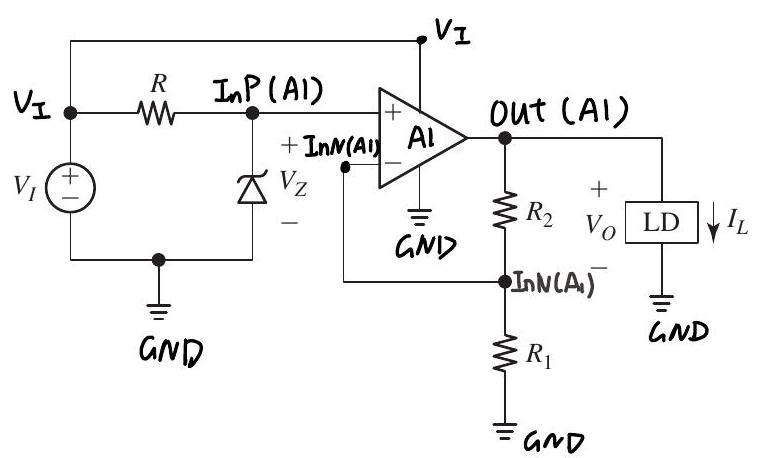 V_I
V_I
R
InP(A1)
Out (A1)
+
A1
+
InN(A1)
−
V_I
+
−
V_Z
−
R_2
+
V_O
−
LD
I_L
GND
InN(A1)
GND
GND
R_1
GND